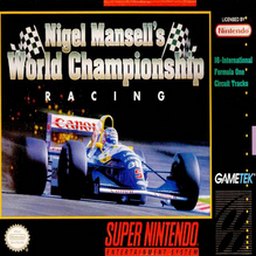 Nigel Mansell's
World Championship
RACING
LICENSED BY
Nintendo
16-International
Formula One
Circuit Tracks
Canon
GAMETEK
SUPER NINTENDO
ENTERTAINMENT SYSTEM